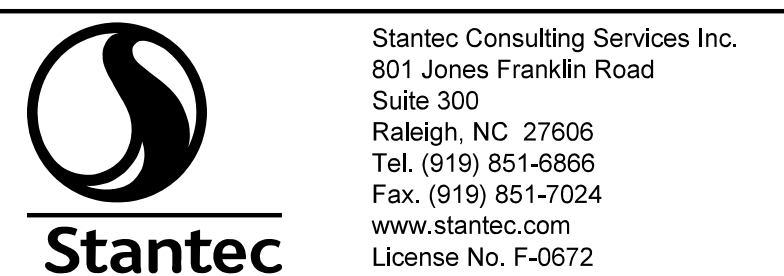 Stantec
Stantec Consulting Services Inc.
801 Jones Franklin Road
Suite 300
Raleigh, NC  27606
Tel. (919) 851-6866
Fax. (919) 851-7024
www.stantec.com
License No. F-0672